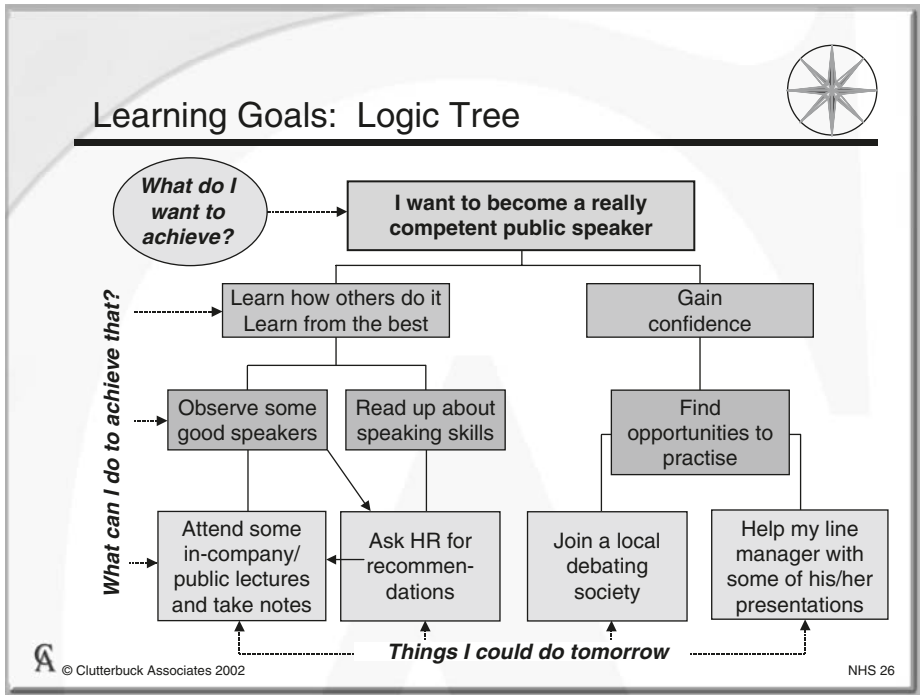 Learning Goals: Logic Tree
What do I
want to
achieve?
I want to become a really
competent public speaker
What can I do to achieve that?
Learn how others do it
Learn from the best
Gain
confidence
Observe some
good speakers
Read up about
speaking skills
Find
opportunities to
practise
Attend some
in-company/
public lectures
and take notes
Ask HR for
recommen-
dations
Join a local
debating
society
Help my line
manager with
some of his/her
presentations
Things I could do tomorrow
CA
© Clutterbuck Associates 2002
NHS 26